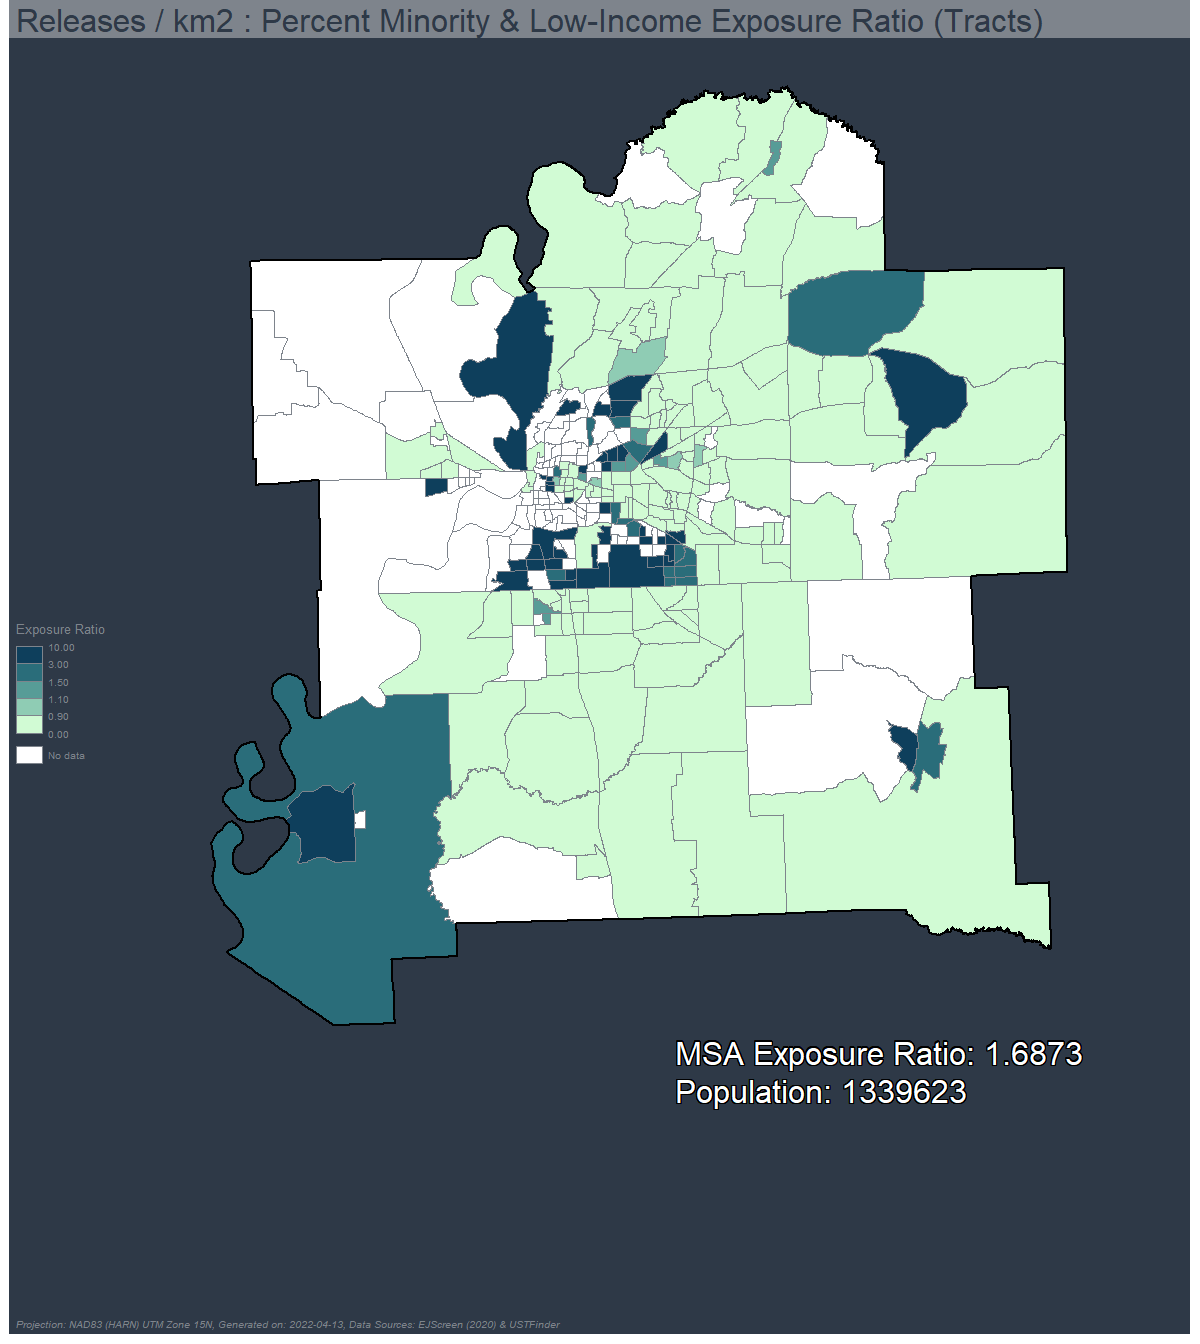 Releases / km2 : Percent Minority & Low-Income Exposure Ratio (Tracts)
Exposure Ratio
10.00
3.00
1.50
1.10
0.90
0.00
No data
MSA Exposure Ratio: 1.6873
Population: 1339623
Projection: NAD83 (HARN) UTM Zone 15N, Generated on: 2022-04-13, Data Sources: EJScreen (2020) & USTFinder